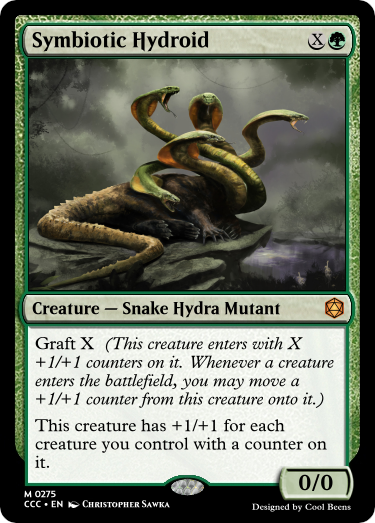 Symbiotic Hydroid X
Creature — Snake Hydra Mutant
Graft X (This creature enters with X
+1/+1 counters on it. Whenever a creature
enters the battlefield, you may move a
+1/+1 counter from this creature onto it.)
This creature has +1/+1 for each
creature you control with a counter on
it.
0/0
M 0275
CCC • EN Christopher Sawka
Designed by Cool Beens